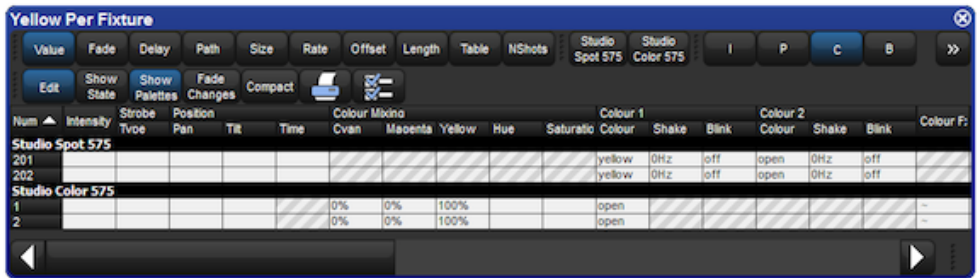 Yellow Per Fixture
Value Fade Delay Path Size Rate Offset Length Table NShots Studio Spot 575 Studio Color 575 I P C B »
Edit Show State Show Palettes Fade Changes Compact
Num Intensity Strobe Position Colour Mixing Colour 1 Colour 2 Colour F:
Type Pan Tilt Time Cyan Magenta Yellow Hue Saturatio Colour Shake Blink Colour Shake Blink
Studio Spot 575
201 yellow 0Hz off open 0Hz off
202 yellow 0Hz off open 0Hz off
Studio Color 575
1 0% 0% 100% open ~
2 0% 0% 100% open ~